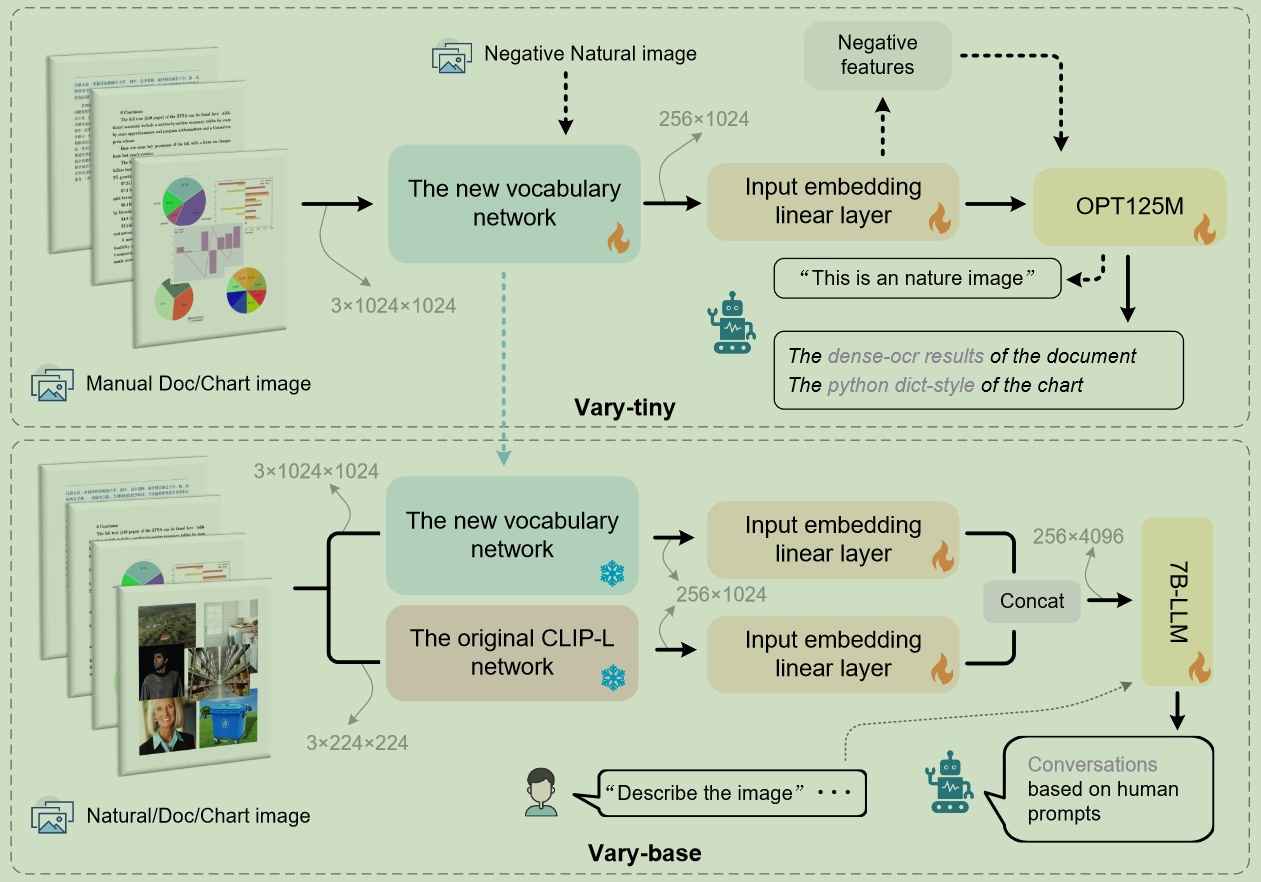 Negative Natural image
Negative
features
256×1024
# Conclusion
The new vocabulary
network
Input embedding
linear layer
OPT125M
3×1024×1024
“This is an nature image”
The dense-ocr results of the document
The python dict-style of the chart
Manual Doc/Chart image
Vary-tiny
3×1024×1024
The new vocabulary
network
Input embedding
linear layer
256×4096
256×1024
Concat
7B-LLM
The original CLIP-L
network
Input embedding
linear layer
3×224×224
“Describe the image” ···
Conversations
based on human
prompts
Natural/Doc/Chart image
Vary-base